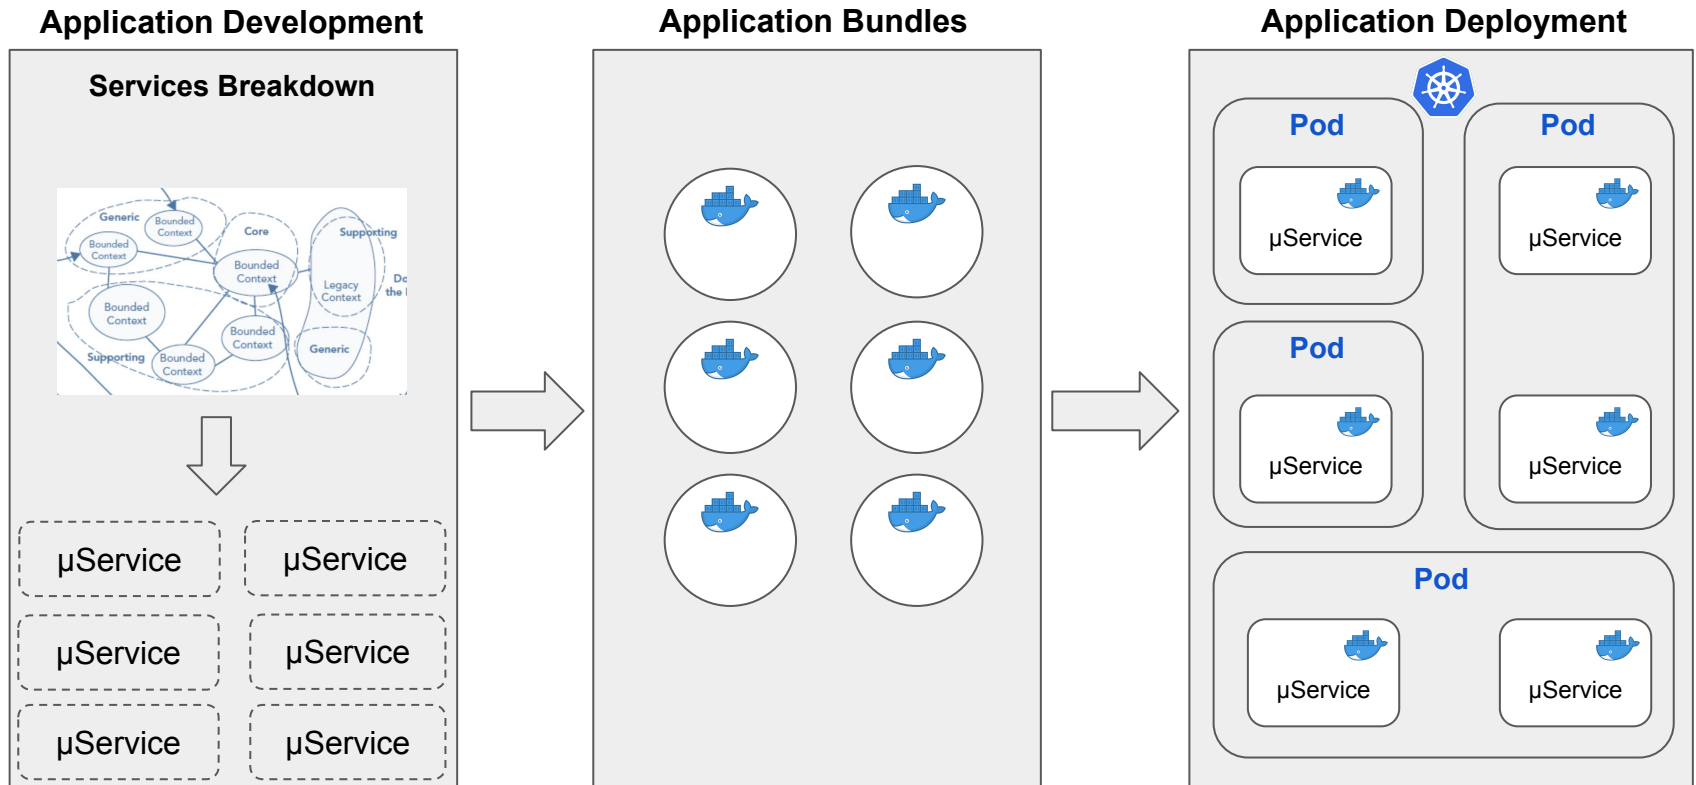 Application Development
Services Breakdown
Generic
Bounded
Context
Core
Supporting
Bounded
Context
Bounded
Context
Do
the
Legacy
Context
Bounded
Context
Bounded
Context
Generic
Supporting
Bounded
Context
µService
µService
µService
µService
µService
µService
Application Bundles
Application Deployment
Pod
µService
Pod
µService
Pod
µService
µService
Pod
µService
µService